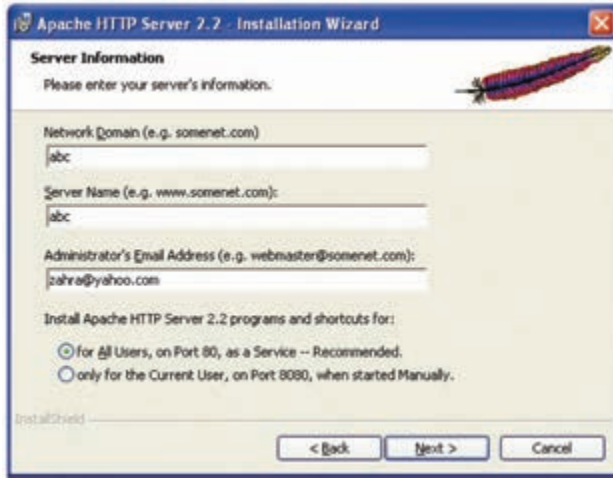 Apache HTTP Server 2.2 - Installation Wizard
Server Information
Please enter your server's information.
Network Domain (e.g. somenet.com)
abc
Server Name (e.g. www.somenet.com):
abc
Administrator's Email Address (e.g. webmaster@somenet.com):
zahra@yahoo.com
Install Apache HTTP Server 2.2 programs and shortcuts for:
for All Users, on Port 80, as a Service -- Recommended.
only for the Current User, on Port 8080, when started Manually.
InstallShield
< Back Next > Cancel